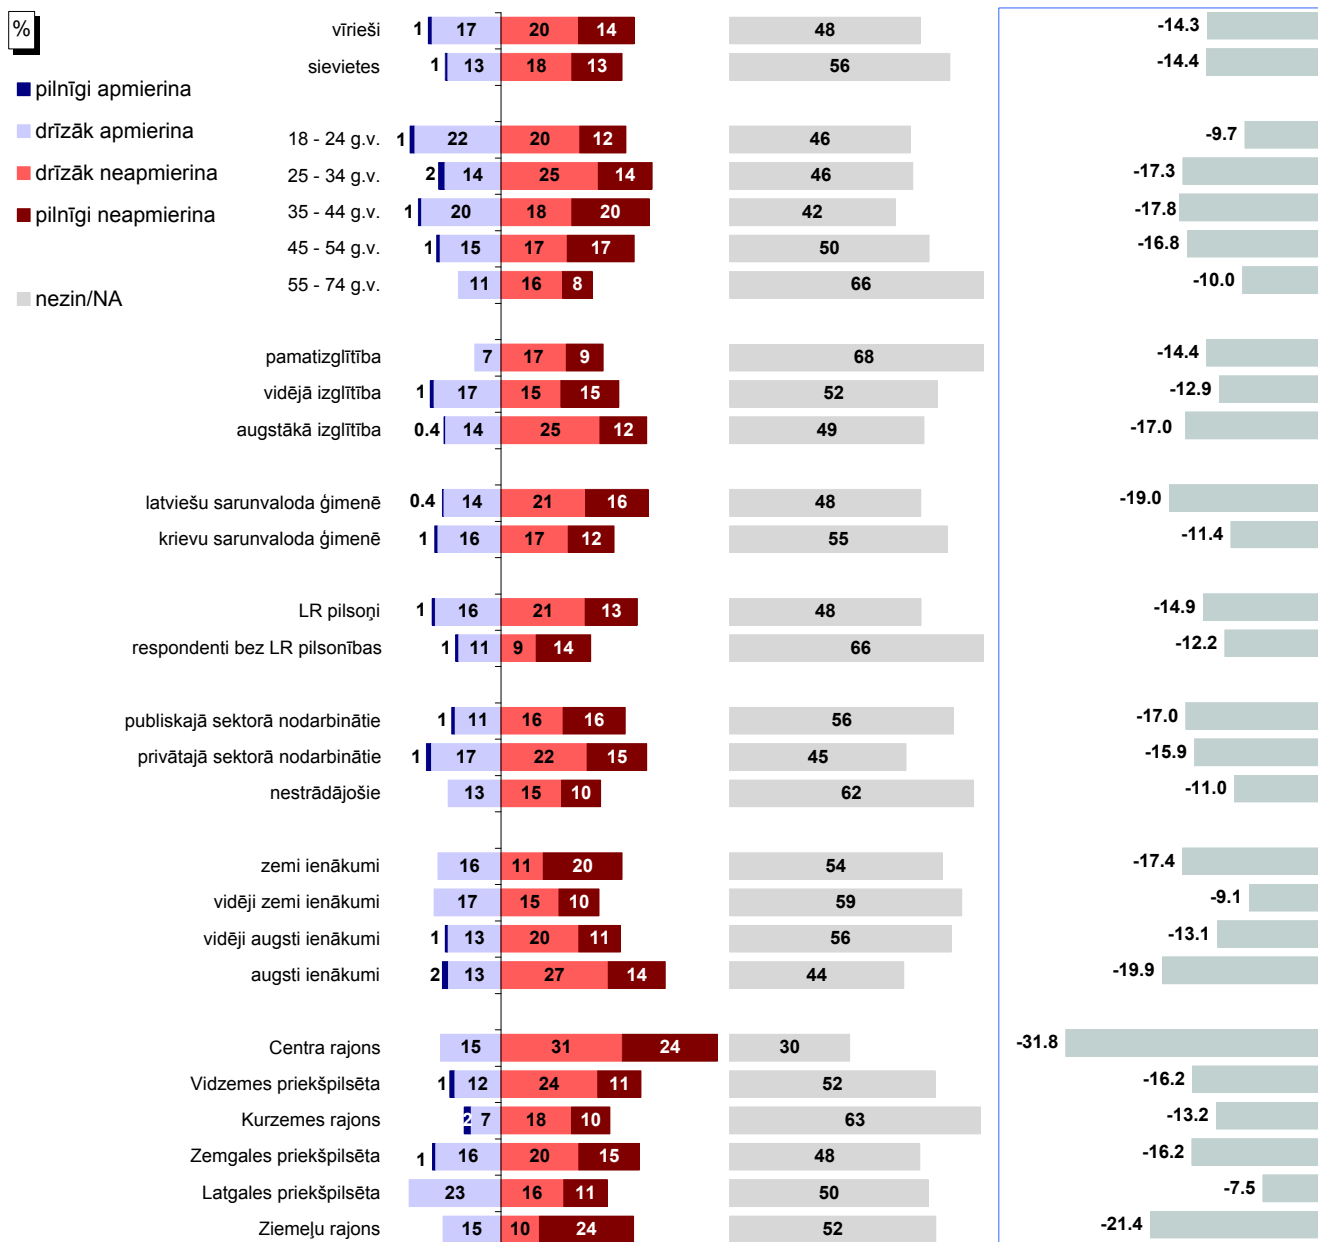 %
pilnīgi apmierina
drīzāk apmierina
drīzāk neapmierina
pilnīgi neapmierina
nezin/NA
vīrieši 1 17 20 14 48 -14.3
sievietes 1 13 18 13 56 -14.4
18 - 24 g.v. 1 22 20 12 46 -9.7
25 - 34 g.v. 2 14 25 14 46 -17.3
35 - 44 g.v. 1 20 18 20 42 -17.8
45 - 54 g.v. 1 15 17 17 50 -16.8
55 - 74 g.v. 11 16 8 66 -10.0
pamatizglītība 7 17 9 68 -14.4
vidējā izglītība 1 17 15 15 52 -12.9
augstākā izglītība 0.4 14 25 12 49 -17.0
latviešu sarunvaloda ģimenē 0.4 14 21 16 48 -19.0
krievu sarunvaloda ģimenē 1 16 17 12 55 -11.4
LR pilsoņi 1 16 21 13 48 -14.9
respondenti bez LR pilsonības 1 11 9 14 66 -12.2
publiskajā sektorā nodarbinātie 1 11 16 16 56 -17.0
privātajā sektorā nodarbinātie 1 17 22 15 45 -15.9
nestrādājošie 13 15 10 62 -11.0
zemi ienākumi 16 11 20 54 -17.4
vidēji zemi ienākumi 17 15 10 59 -9.1
vidēji augsti ienākumi 1 13 20 11 56 -13.1
augsti ienākumi 2 13 27 14 44 -19.9
Centra rajons 15 31 24 30 -31.8
Vidzemes priekšpilsēta 1 12 24 11 52 -16.2
Kurzemes rajons 2 7 18 10 63 -13.2
Zemgales priekšpilsēta 1 16 20 15 48 -16.2
Latgales priekšpilsēta 23 16 11 50 -7.5
Ziemeļu rajons 15 10 24 52 -21.4